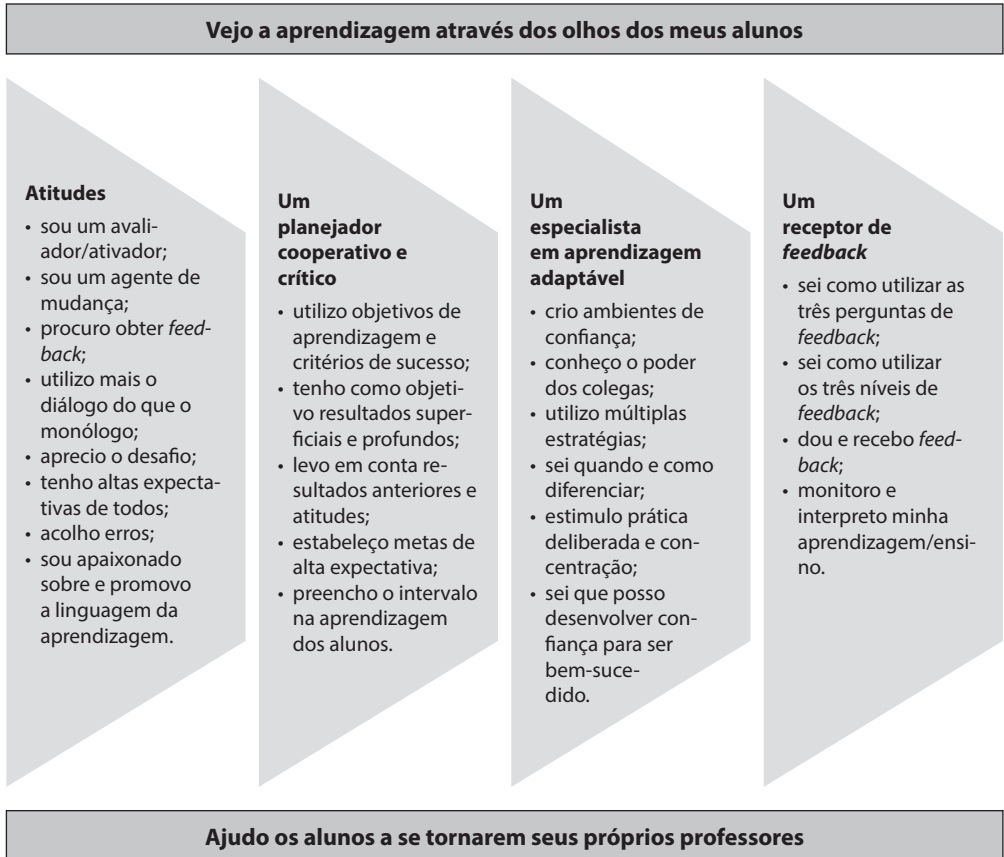 Vejo a aprendizagem através dos olhos dos meus alunos
Atitudes
• sou um avali-
ador/ativador;
• sou um agente de
mudança;
• procuro obter feed-
back;
• utilizo mais o
diálogo do que o
monólogo;
• aprecio o desafio;
• tenho altas expecta-
tivas de todos;
• acolho erros;
• sou apaixonado
sobre e promovo
a linguagem da
aprendizagem.
Um
planejador
cooperativo e
crítico
• utilizo objetivos de
aprendizagem e
critérios de sucesso;
• tenho como objeti-
vo resultados super-
ficiais e profundos;
• levo em conta re-
sultados anteriores e
atitudes;
• estabeleço metas de
alta expectativa;
• preencho o intervalo
na aprendizagem
dos alunos.
Um
especialista
em aprendizagem
adaptável
• crio ambientes de
confiança;
• conheço o poder
dos colegas;
• utilizo múltiplas
estratégias;
• sei quando e como
diferenciar;
• estimulo prática
deliberada e con-
centração;
• sei que posso
desenvolver con-
fiança para ser
bem-suce-
dido.
Um
receptor de
feedback
• sei como utilizar as
três perguntas de
feedback;
• sei como utilizar
os três níveis de
feedback;
• dou e recebo feed-
back;
• monitoro e
interpreto minha
aprendizagem/ensi-
no.
Ajudo os alunos a se tornarem seus próprios professores